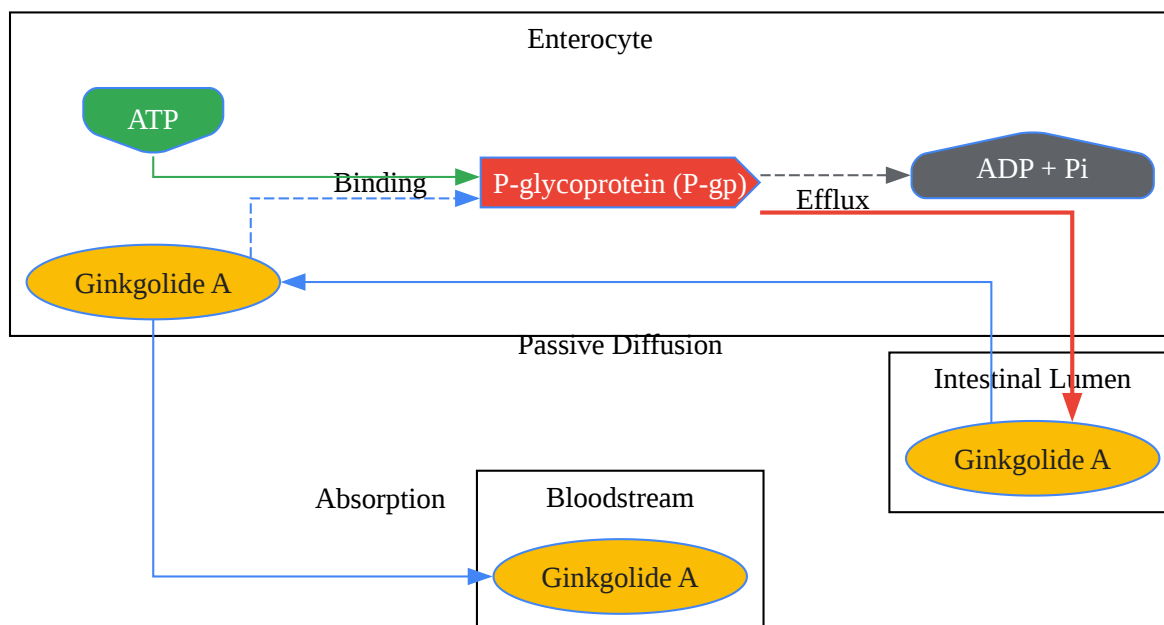 Enterocyte
ATP
Binding
P-glycoprotein (P-gp)
ADP + Pi
Efflux
Ginkgolide A
Passive Diffusion
Intestinal Lumen
Ginkgolide A
Absorption
Bloodstream
Ginkgolide A